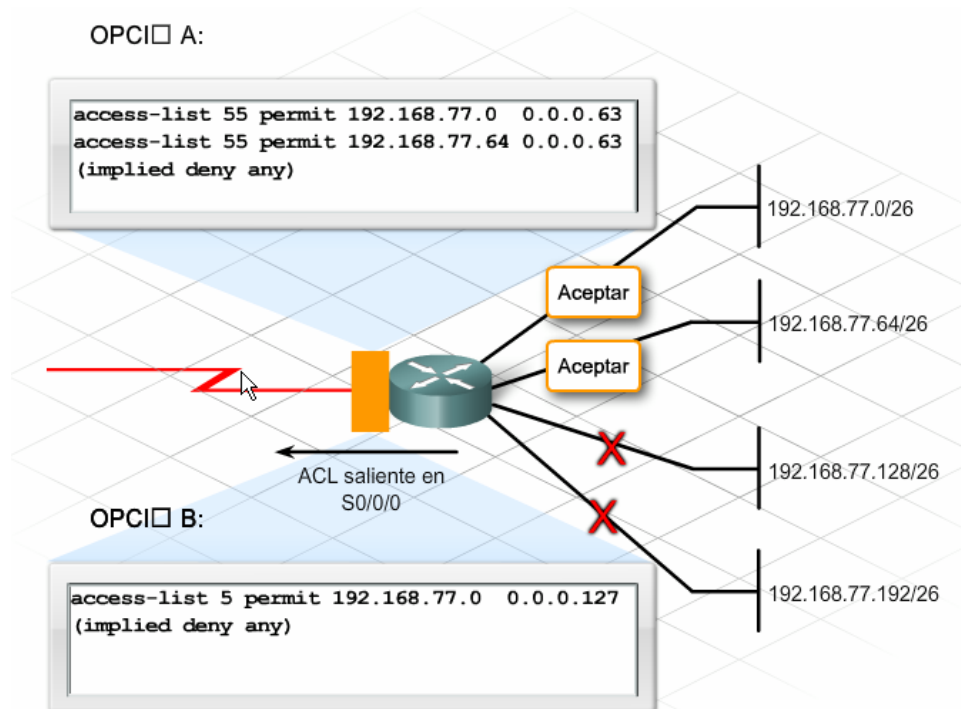 OPCI□ A:
access-list 55 permit 192.168.77.0 0.0.0.63
access-list 55 permit 192.168.77.64 0.0.0.63
(implied deny any)
192.168.77.0/26
Aceptar
192.168.77.64/26
Aceptar
192.168.77.128/26
ACL saliente en
S0/0/0
192.168.77.192/26
OPCI□ B:
access-list 5 permit 192.168.77.0 0.0.0.127
(implied deny any)